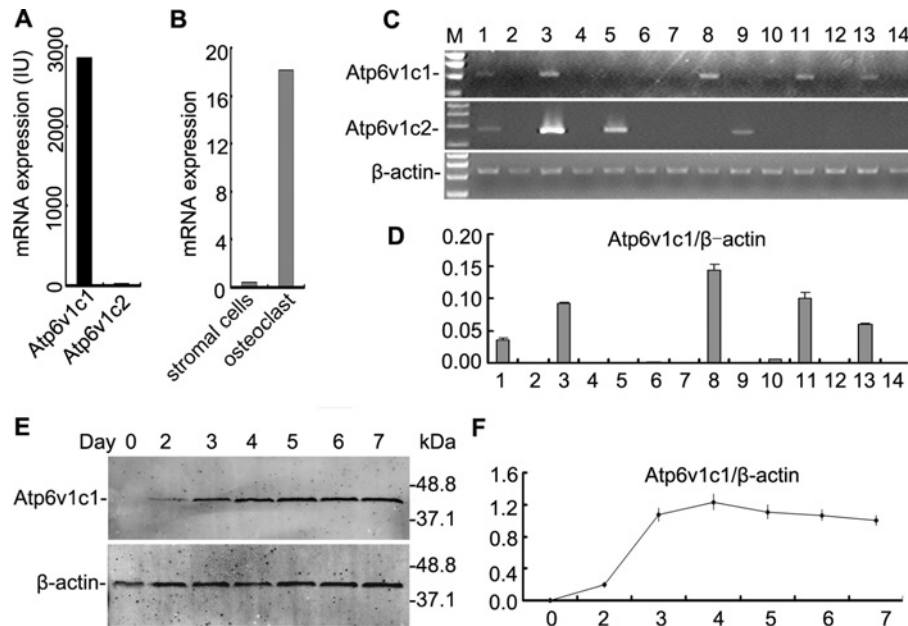 A
mRNA expression (IU)
3000
2000
1000
0
Atp6v1c1
Atp6v1c2
B
mRNA expression
20
16
12
8
4
0
stromal cells
osteoclast
C
M 1 2 3 4 5 6 7 8 9 10 11 12 13 14
Atp6v1c1-
Atp6v1c2-
β-actin-
D
Atp6v1c1/β-actin
0.20
0.15
0.10
0.05
0.00
1 2 3 4 5 6 7 8 9 10 11 12 13 14
E
Day 0 2 3 4 5 6 7 kDa
Atp6v1c1-
-48.8
-37.1
β-actin-
-48.8
-37.1
F
Atp6v1c1/β-actin
1.6
1.2
0.8
0.4
0.0
0 2 3 4 5 6 7